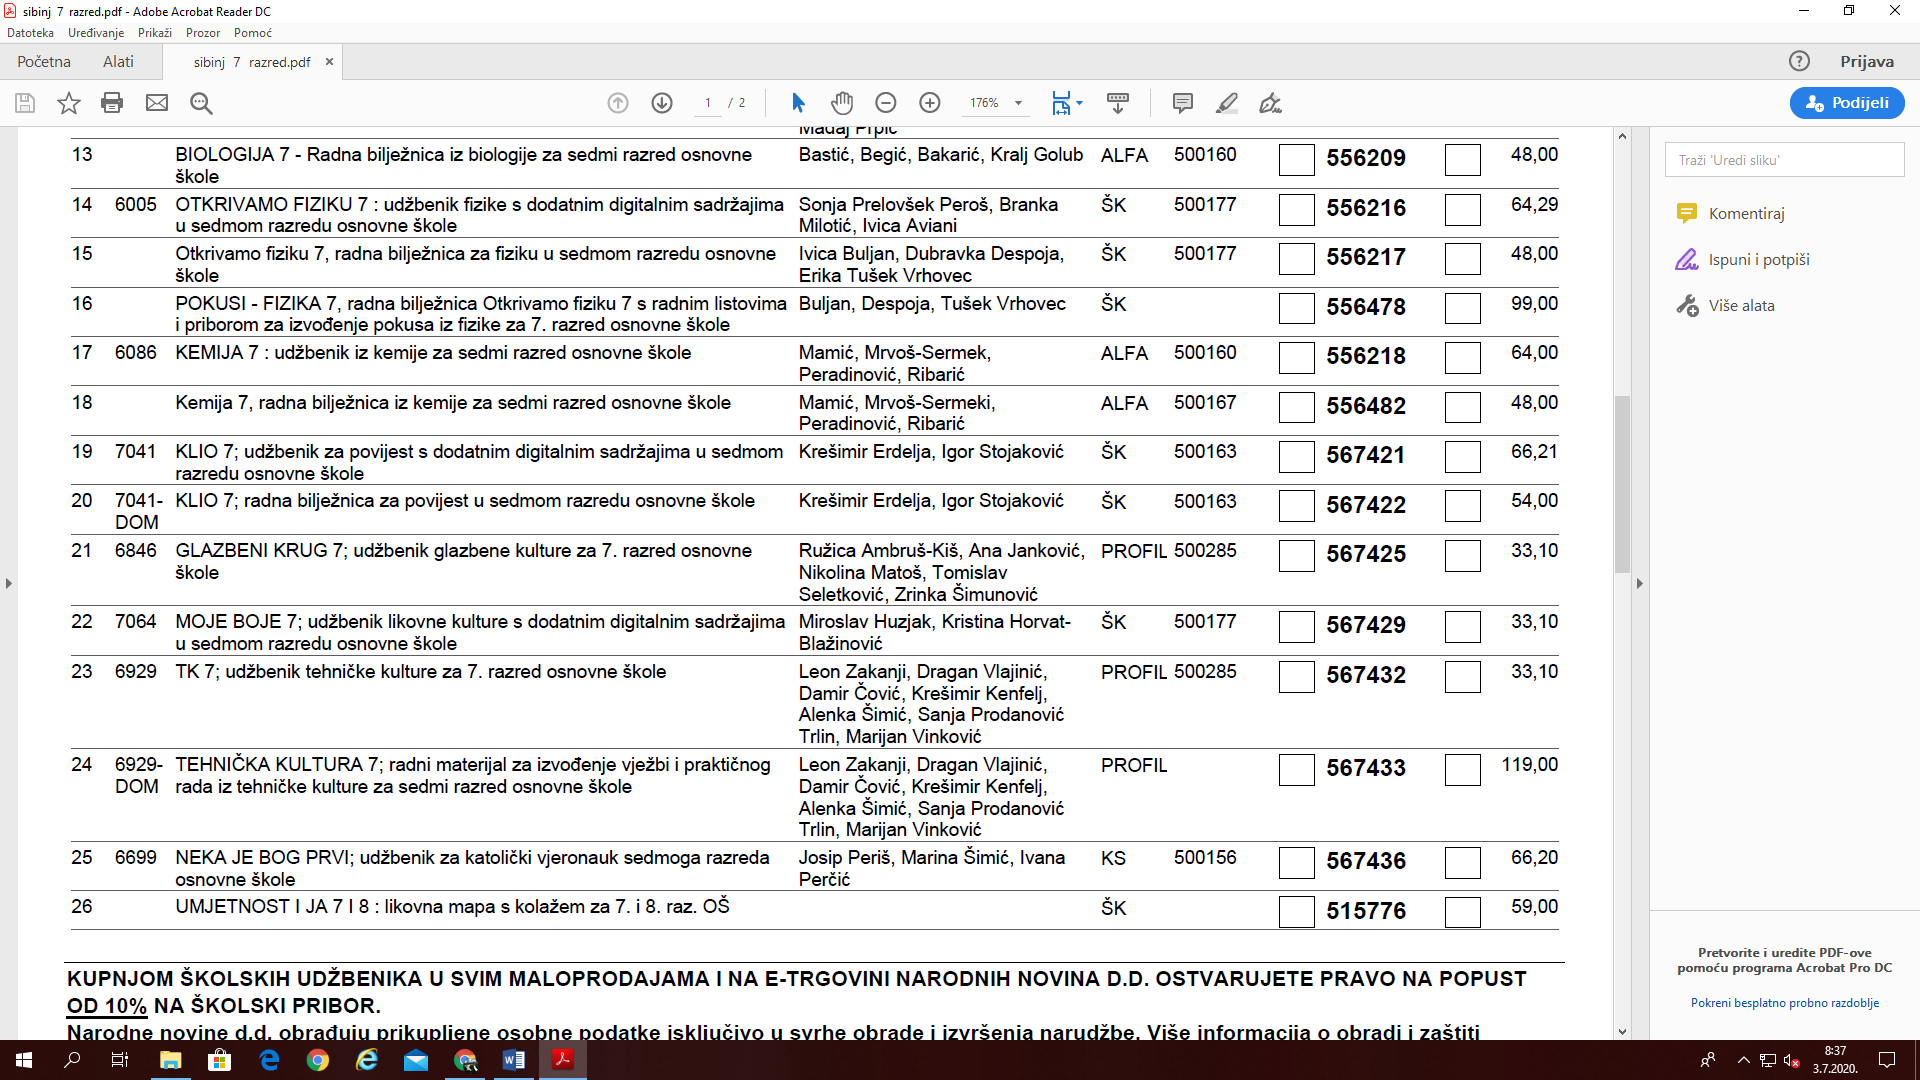 sibinj 7 razred.pdf - Adobe Acrobat Reader DC
Datoteka Uređivanje Prikaži Prozor Pomoć
Početna Alati sibinj 7 razred.pdf × Prijava
1 / 2 176% Podijeli
Madaj Prpić
13 BIOLOGIJA 7 - Radna bilježnica iz biologije za sedmi razred osnovne Bastić, Begić, Bakarić, Kralj Golub ALFA 500160 556209 48,00
škole
14 6005 OTKRIVAMO FIZIKU 7 : udžbenik fizike s dodatnim digitalnim sadržajima Sonja Prelovšek Peroš, Branka ŠK 500177 556216 64,29
u sedmom razredu osnovne škole Milotić, Ivica Aviani
15 Otkrivamo fiziku 7, radna bilježnica za fiziku u sedmom razredu osnovne Ivica Buljan, Dubravka Despoja, ŠK 500177 556217 48,00
škole Erika Tušek Vrhovec
16 POKUSI - FIZIKA 7, radna bilježnica Otkrivamo fiziku 7 s radnim listovima Buljan, Despoja, Tušek Vrhovec ŠK 556478 99,00
i priborom za izvođenje pokusa iz fizike za 7. razred osnovne škole
17 6086 KEMIJA 7 : udžbenik iz kemije za sedmi razred osnovne škole Mamić, Mrvoš-Sermek, ALFA 500160 556218 64,00
Peradinović, Ribarić
18 Kemija 7, radna bilježnica iz kemije za sedmi razred osnovne škole Mamić, Mrvoš-Sermeki, ALFA 500167 556482 48,00
Peradinović, Ribarić
19 7041 KLIO 7; udžbenik za povijest s dodatnim digitalnim sadržajima u sedmom Krešimir Erdelja, Igor Stojaković ŠK 500163 567421 66,21
razredu osnovne škole
20 7041- KLIO 7; radna bilježnica za povijest u sedmom razredu osnovne škole Krešimir Erdelja, Igor Stojaković ŠK 500163 567422 54,00
DOM
21 6846 GLAZBENI KRUG 7; udžbenik glazbene kulture za 7. razred osnovne Ružica Ambruš-Kiš, Ana Janković, PROFIL 500285 567425 33,10
škole Nikolina Matoš, Tomislav
Seletković, Zrinka Šimunović
22 7064 MOJE BOJE 7; udžbenik likovne kulture s dodatnim digitalnim sadržajima Miroslav Huzjak, Kristina Horvat- ŠK 500177 567429 33,10
u sedmom razredu osnovne škole Blažinović
23 6929 TK 7; udžbenik tehničke kulture za 7. razred osnovne škole Leon Zakanji, Dragan Vlajinić, PROFIL 500285 567432 33,10
Damir Čović, Krešimir Kenfelj,
Alenka Šimić, Sanja Prodanović
Trlin, Marijan Vinković
24 6929- TEHNIČKA KULTURA 7; radni materijal za izvođenje vježbi i praktičnog Leon Zakanji, Dragan Vlajinić, PROFIL 567433 119,00
DOM rada iz tehničke kulture za sedmi razred osnovne škole Damir Čović, Krešimir Kenfelj,
Alenka Šimić, Sanja Prodanović
Trlin, Marijan Vinković
25 6699 NEKA JE BOG PRVI; udžbenik za katolički vjeronauk sedmoga razreda Josip Periš, Marina Šimić, Ivana KS 500156 567436 66,20
osnovne škole Perčić
26 UMJETNOST I JA 7 I 8 : likovna mapa s kolažem za 7. i 8. raz. OŠ ŠK 515776 59,00
KUPNJOM ŠKOLSKIH UDŽBENIKA U SVIM MALOPRODAJAMA I NA E-TRGOVINI NARODNIH NOVINA D.D. OSTVARUJETE PRAVO NA POPUST
OD 10% NA ŠKOLSKI PRIBOR.
Narodne novine d.d. obrađuju prikupljene osobne podatke isključivo u svrhe obrade i izvršenja narudžbe. Više informacija o obradi i zaštiti
Traži 'Uredi sliku'
Komentiraj
Ispuni i potpiši
Više alata
Pretvorite i uredite PDF-ove
pomoću programa Acrobat Pro DC
Pokreni besplatno probno razdoblje
8:37
3.7.2020.